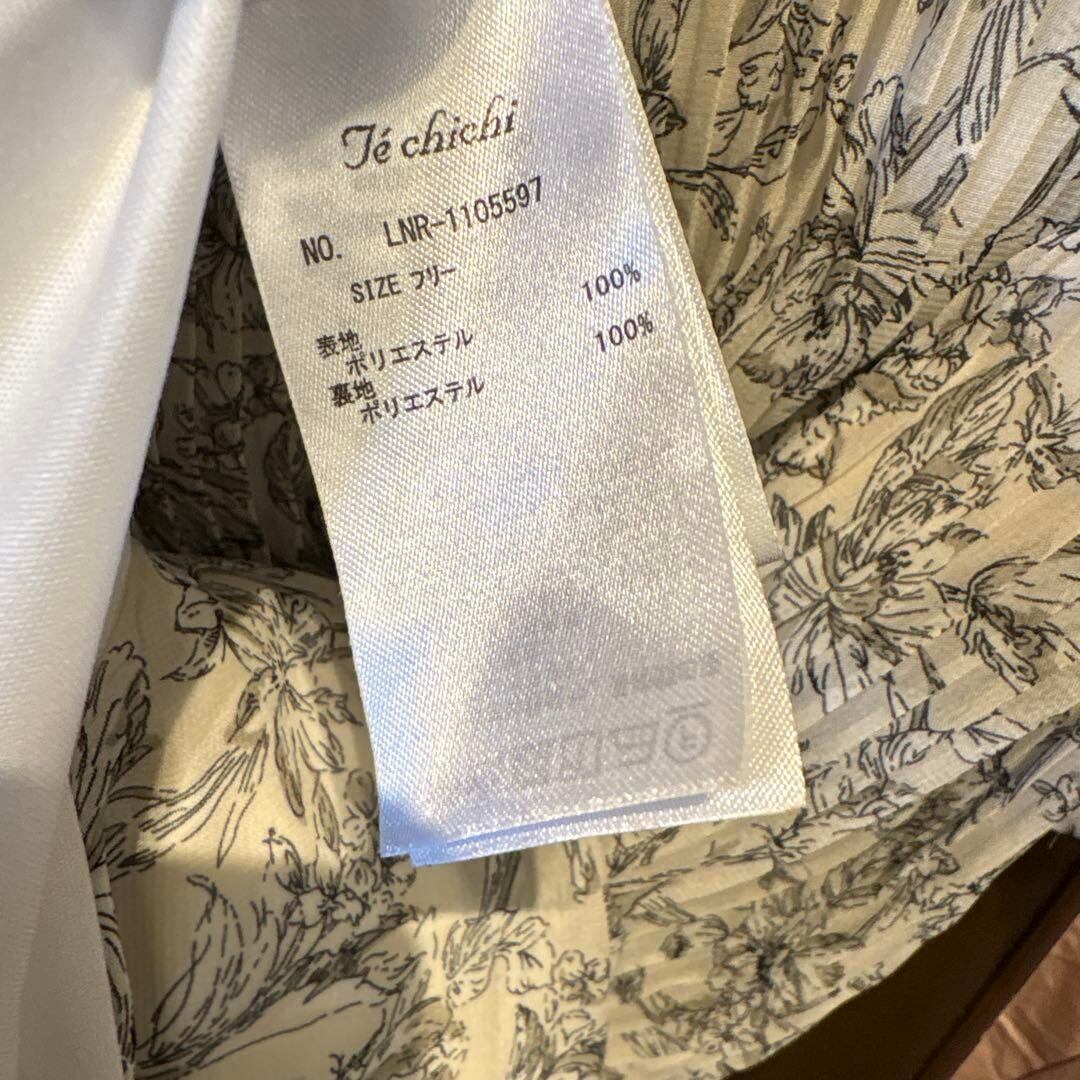 Té chichi
NO. LNR-1105597
SIZE フリー
表地
ポリエステル 100%
裏地
ポリエステル 100%